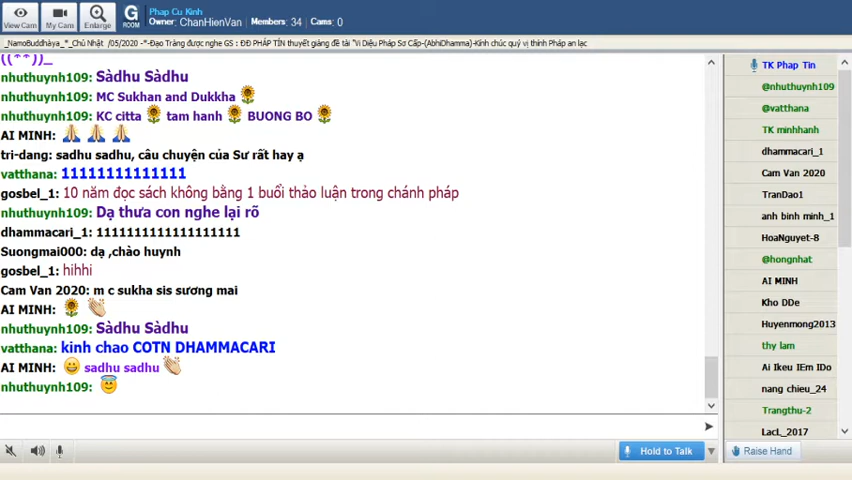 View Cam
My Cam
Enlarge
G
ROOM
Phap Cu Kinh
Owner: ChanHienVan Members: 34 Cams: 0
_NamoBuddhàya_*_Chủ Nhật /05/2020 -*-Đạo Tràng được nghe GS : ĐĐ PHÁP TÍN thuyết giảng đề tài "Vi Diệu Pháp Sơ Cấp-(AbhiDhamma)-Kính chúc quý vị thính Pháp an lạc
((**))_
nhuthuynh109: Sàdhu Sàdhu
nhuthuynh109: MC Sukhan and Dukkha
nhuthuynh109: KC citta tam hanh BUONG BO
AI MINH:
tri-dang: sadhu sadhu, câu chuyện của Sư rất hay ạ
vatthana: 11111111111111
gosbel_1: 10 năm đọc sách không bằng 1 buổi thảo luận trong chánh pháp
nhuthuynh109: Dạ thưa con nghe lại rõ
dhammacari_1: 1111111111111111111
Suongmai000: dạ ,chào huynh
gosbel_1: hihhi
Cam Van 2020: m c sukha sis sương mai
AI MINH:
nhuthuynh109: Sàdhu Sàdhu
vatthana: kinh chao COTN DHAMMACARI
AI MINH: sadhu sadhu
nhuthuynh109:
TK Phap Tin
@nhuthuynh109
@vatthana
TK minhhanh
dhammacari_1
Cam Van 2020
TranDao1
anh binh minh_1
HoaNguyet-8
@hongnhat
AI MINH
Kho DDe
Huyenmong2013
thy lam
Ai Ikeu IEm IDo
nang chieu_24
Trangthu-2
LacL_2017
Hold to Talk
Raise Hand